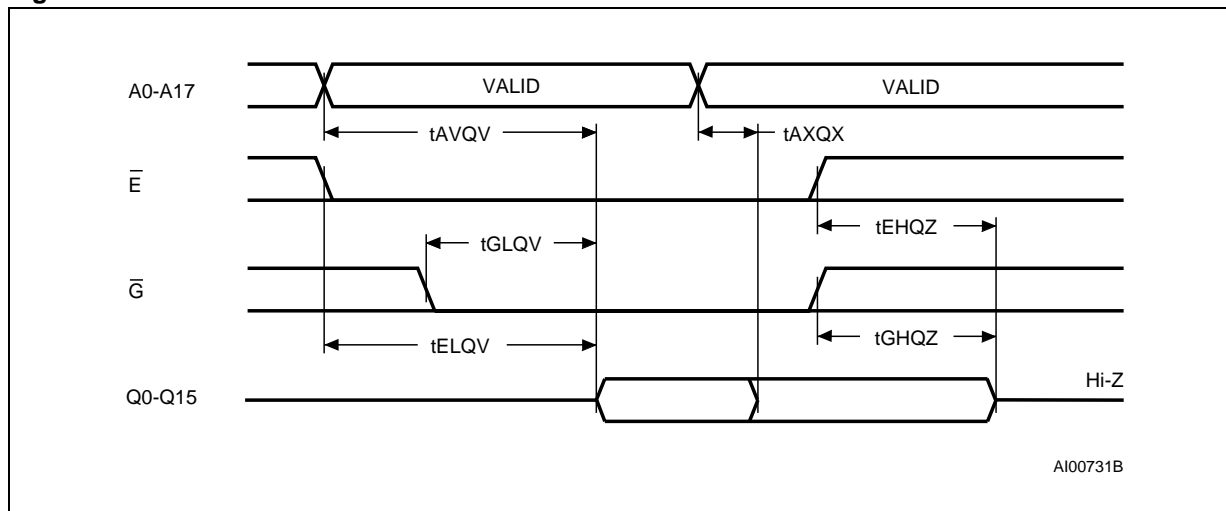 A0-A17
VALID
VALID
tAVQV
tAXQX
E̅
tEHQZ
tGLQV
G̅
tGHQZ
tELQV
Q0-Q15
Hi-Z
AI00731B